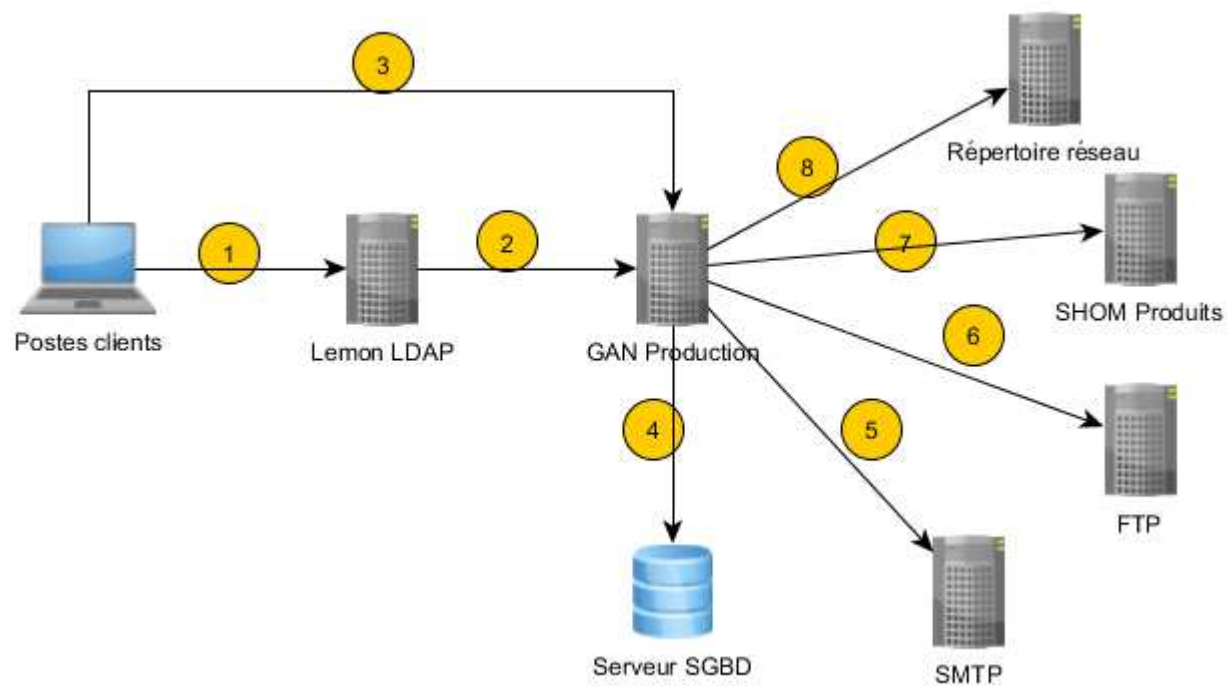 3
8
Répertoire réseau
1
2
7
Postes clients
Lemon LDAP
GAN Production
SHOM Produits
6
4
5
FTP
Serveur SGBD
SMTP